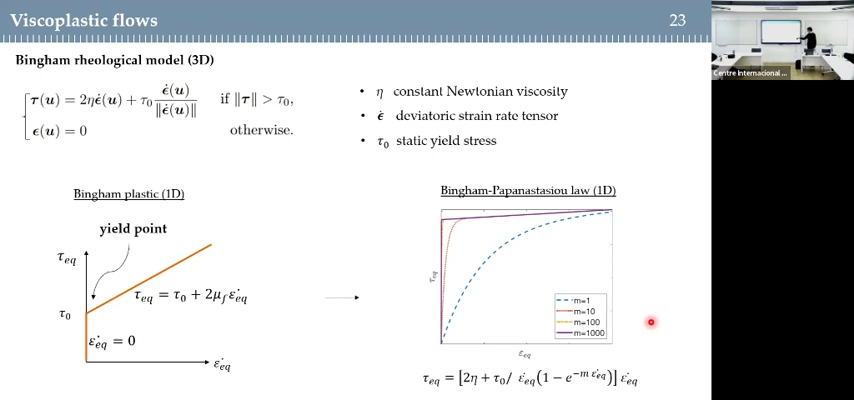 Viscoplastic flows 23
Bingham rheological model (3D)
τ(u) = 2ηε̇(u) + τ₀ ε̇(u)/‖ε̇(u)‖ if ‖τ‖ > τ₀,
ϵ(u) = 0 otherwise.
• η constant Newtonian viscosity
• ε̇ deviatoric strain rate tensor
• τ₀ static yield stress
Bingham plastic (1D)
yield point
τeq
τeq = τ₀ + 2μf ε̇eq
τ₀
ε̇eq = 0
ε̇eq
Bingham-Papanastasiou law (1D)
τeq
m=1
m=10
m=100
m=1000
εeq
τeq = [2η + τ₀/ ε̇eq(1 − e^(−m ε̇eq))] ε̇eq
Centre Internacional ...